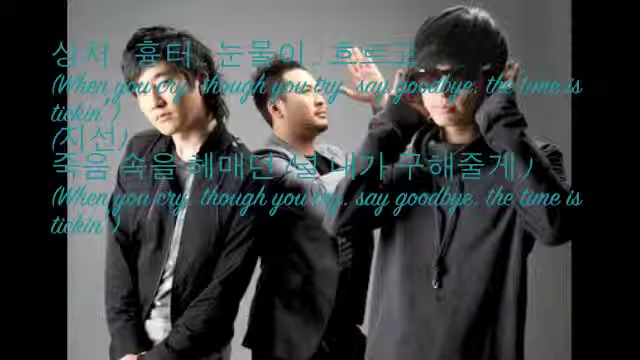 상처 흉터 눈물이 흐르고
(When you cry, though you try, say goodbye, the time is
tickin')
(지선)
죽음 속을 헤매던 (널 내가 구해줄게)
(When you cry, though you try, say goodbye, the time is
tickin')